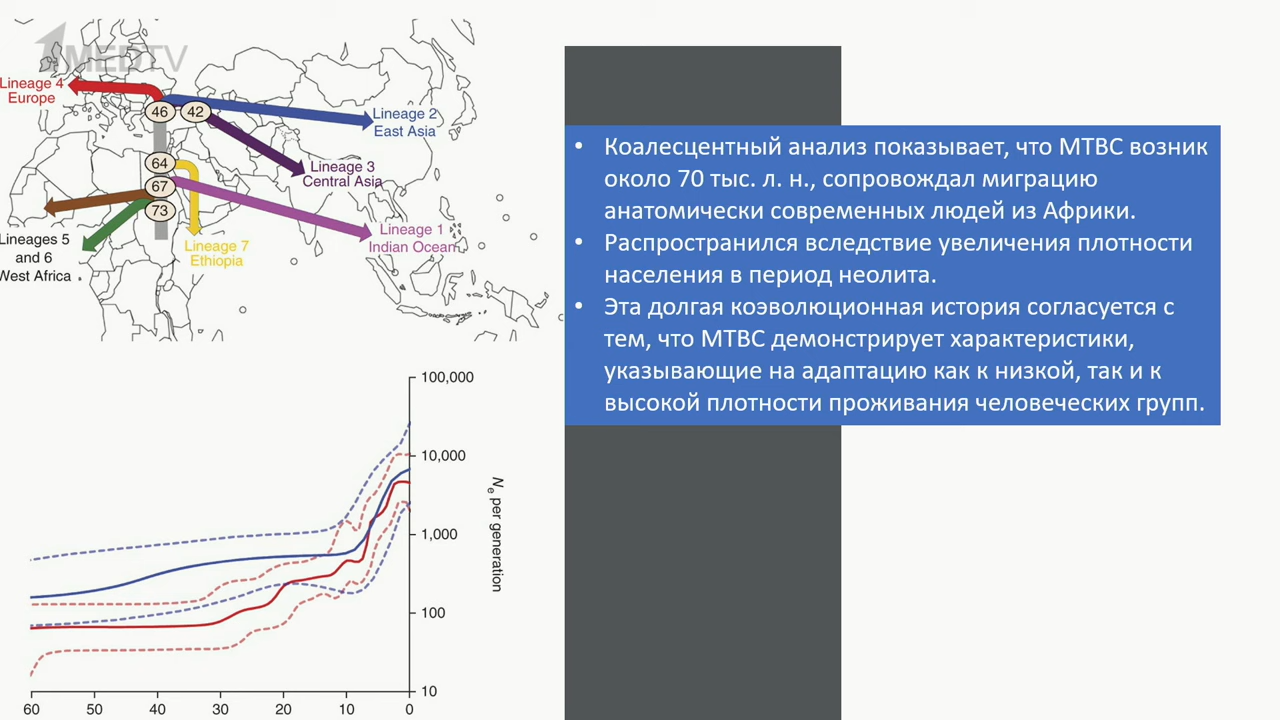 1MEDTV
Lineage 4
Europe
46
42
Lineage 2
East Asia
64
Lineage 3
Central Asia
67
73
Lineage 1
Indian Ocean
Lineages 5
and 6
West Africa
Lineage 7
Ethiopia
• Коалесцентный анализ показывает, что МТВС возник
около 70 тыс. л. н., сопровождал миграцию
анатомически современных людей из Африки.
• Распространился вследствие увеличения плотности
населения в период неолита.
• Эта долгая коэволюционная история согласуется с
тем, что МТВС демонстрирует характеристики,
указывающие на адаптацию как к низкой, так и к
высокой плотности проживания человеческих групп.
100,000
10,000
1,000
100
10
Ne per generation
60 50 40 30 20 10 0